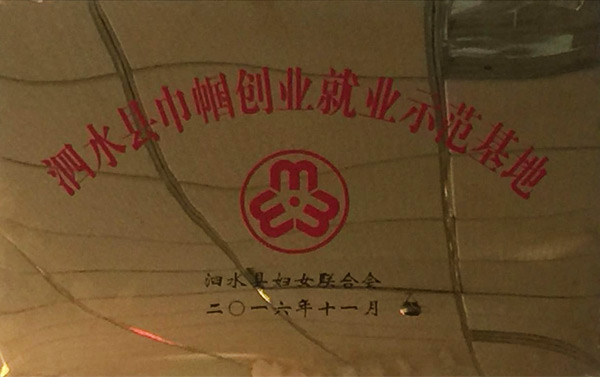 泗水县巾帼创业就业示范基地
泗水县妇女联合会
二〇一六年十一月